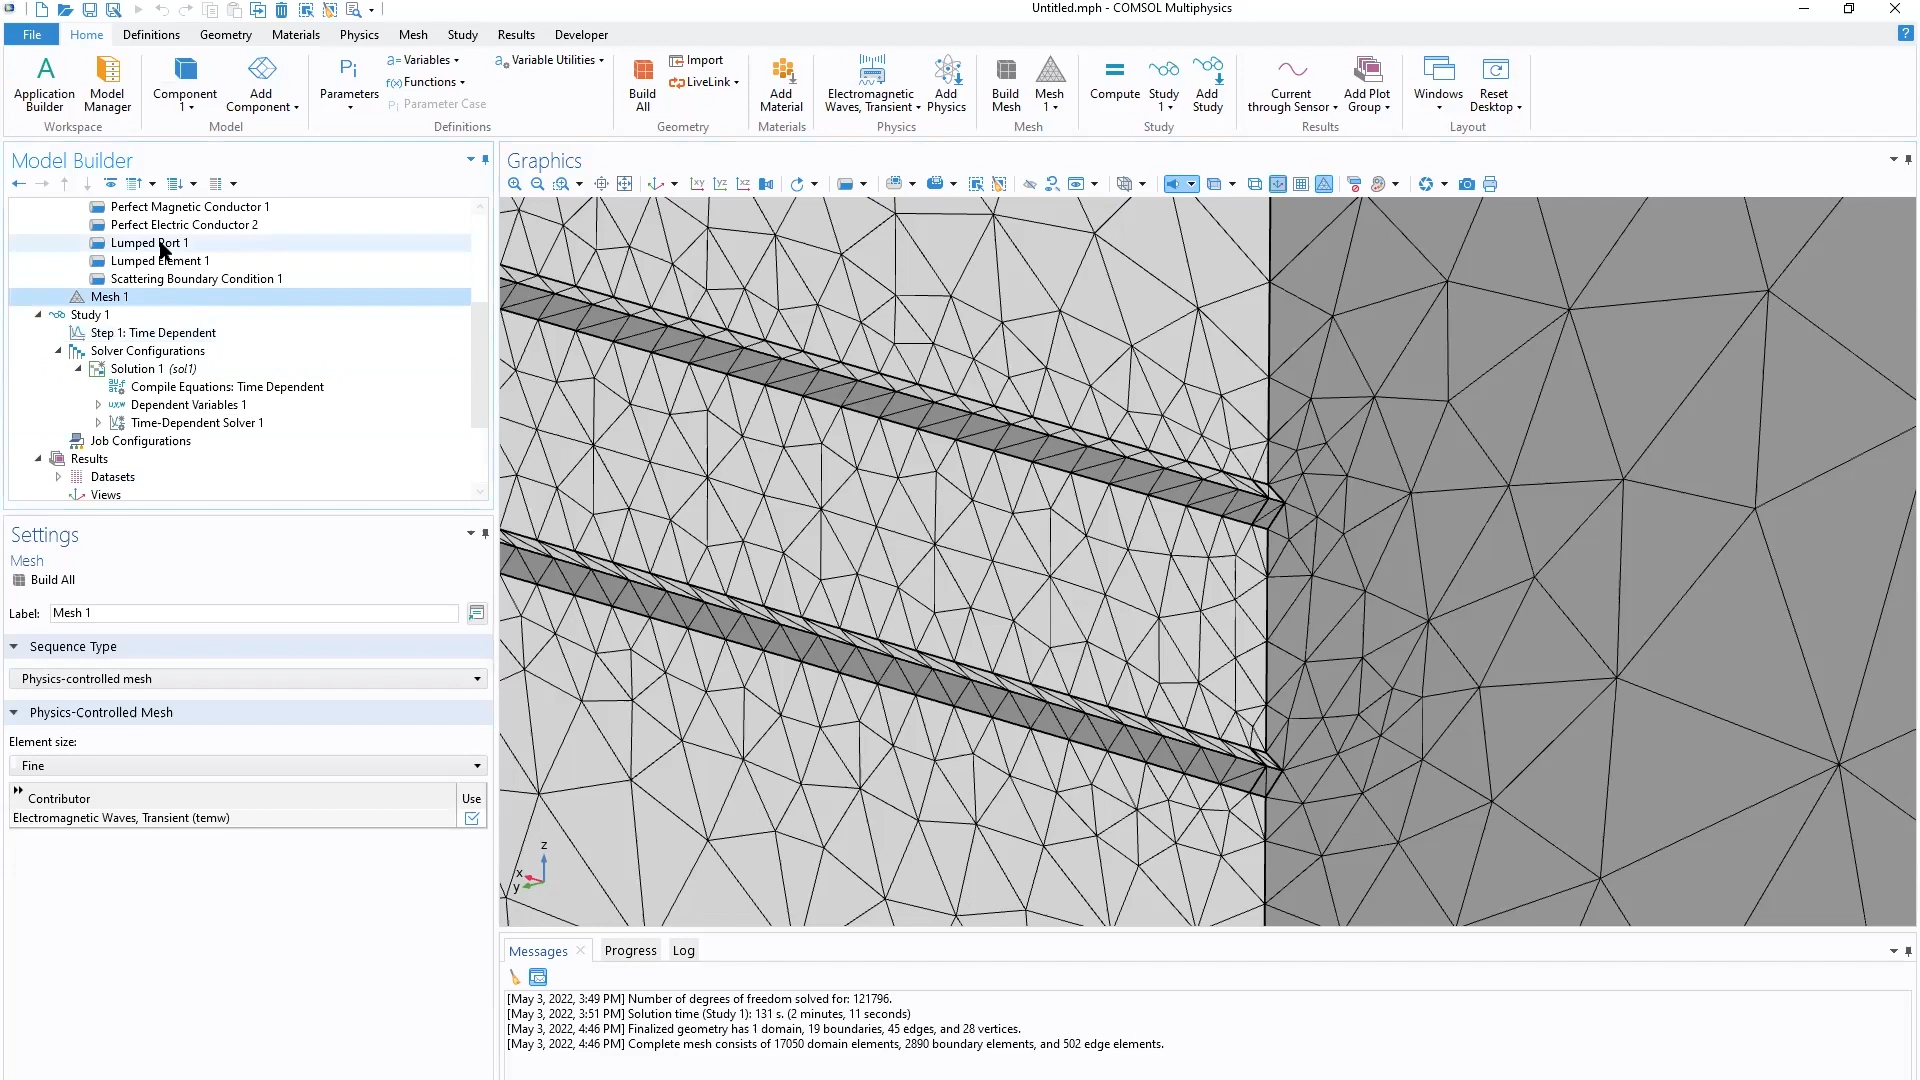 Untitled.mph - COMSOL Multiphysics
File Home Definitions Geometry Materials Physics Mesh Study Results Developer
Application Builder
Model Manager
Workspace
Component 1
Add Component
Model
Parameters
a= Variables
f(x) Functions
Pi Parameter Case
a= Variable Utilities
Definitions
Build All
Import
LiveLink
Geometry
Add Material
Materials
Electromagnetic Waves, Transient
Add Physics
Physics
Build Mesh
Mesh 1
Mesh
Compute
Study 1
Add Study
Study
Current through Sensor
Add Plot Group
Results
Windows
Reset Desktop
Layout
Model Builder
Perfect Magnetic Conductor 1
Perfect Electric Conductor 2
Lumped Port 1
Lumped Element 1
Scattering Boundary Condition 1
Mesh 1
Study 1
Step 1: Time Dependent
Solver Configurations
Solution 1 (sol1)
Compile Equations: Time Dependent
Dependent Variables 1
Time-Dependent Solver 1
Job Configurations
Results
Datasets
Views
Settings
Mesh
Build All
Label: Mesh 1
Sequence Type
Physics-controlled mesh
Physics-Controlled Mesh
Element size:
Fine
Contributor Use
Electromagnetic Waves, Transient (temw)
Graphics
xy yz xz
z
x
y
Messages Progress Log
[May 3, 2022, 3:49 PM] Number of degrees of freedom solved for: 121796.
[May 3, 2022, 3:51 PM] Solution time (Study 1): 131 s. (2 minutes, 11 seconds)
[May 3, 2022, 4:46 PM] Finalized geometry has 1 domain, 19 boundaries, 45 edges, and 28 vertices.
[May 3, 2022, 4:46 PM] Complete mesh consists of 17050 domain elements, 2890 boundary elements, and 502 edge elements.